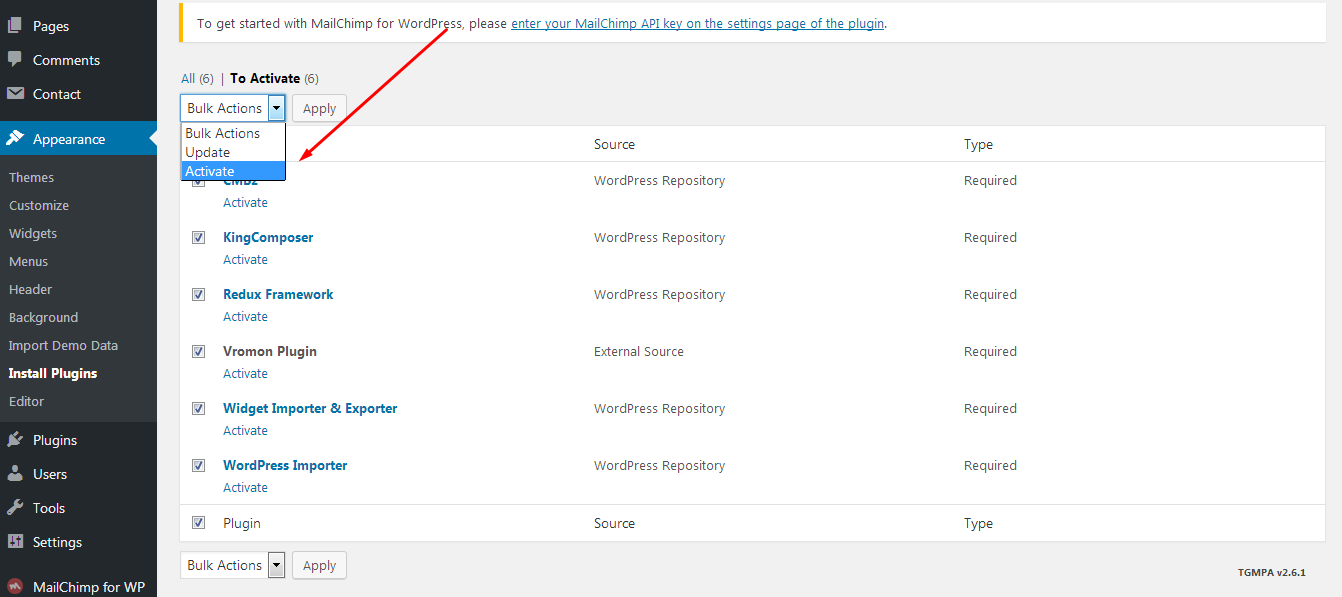 Pages
Comments
Contact
Appearance
Themes
Customize
Widgets
Menus
Header
Background
Import Demo Data
Install Plugins
Editor
Plugins
Users
Tools
Settings
MailChimp for WP
To get started with MailChimp for WordPress, please enter your MailChimp API key on the settings page of the plugin.
All (6) | To Activate (6)
Bulk Actions Apply
Bulk Actions
Update
Activate
Source Type
CMB2 WordPress Repository Required
Activate
KingComposer WordPress Repository Required
Activate
Redux Framework WordPress Repository Required
Activate
Vromon Plugin External Source Required
Activate
Widget Importer & Exporter WordPress Repository Required
Activate
WordPress Importer WordPress Repository Required
Activate
Plugin Source Type
Bulk Actions Apply
TGMPA v2.6.1